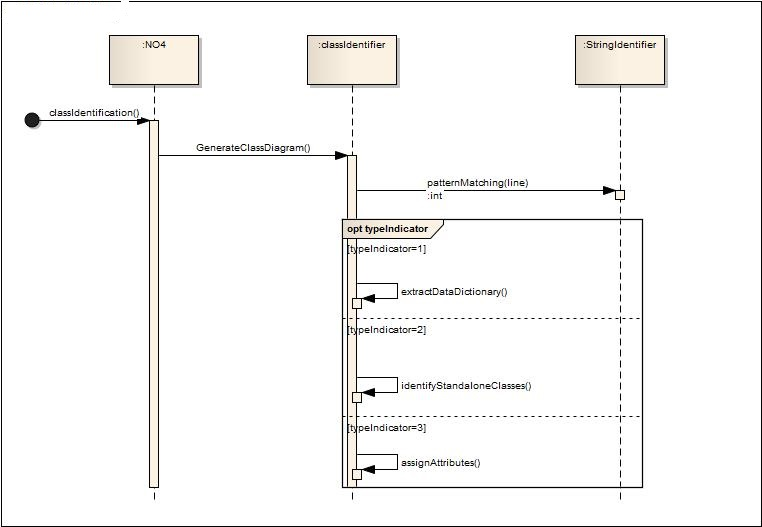 :NO4
:classIdentifier
:StringIdentifier
classIdentification()
GenerateClassDiagram()
patternMatching(line)
:int
opt typeIndicator
[typeIndicator=1]
extractDataDictionary()
[typeIndicator=2]
identifyStandaloneClasses()
[typeIndicator=3]
assignAttributes()